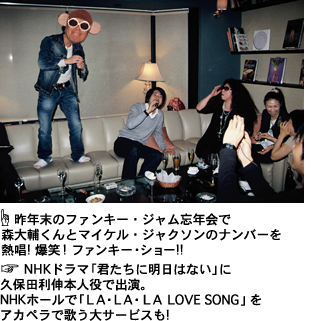 ☝昨年末のファンキー・ジャム忘年会で
森大輔くんとマイケル・ジャクソンのナンバーを
熱唱! 爆笑! ファンキー・ショー!!
☞ NHKドラマ「君たちに明日はない」に
久保田利伸本人役で出演。
NHKホールで「LA・LA・LA LOVE SONG」を
アカペラで歌う大サービスも!